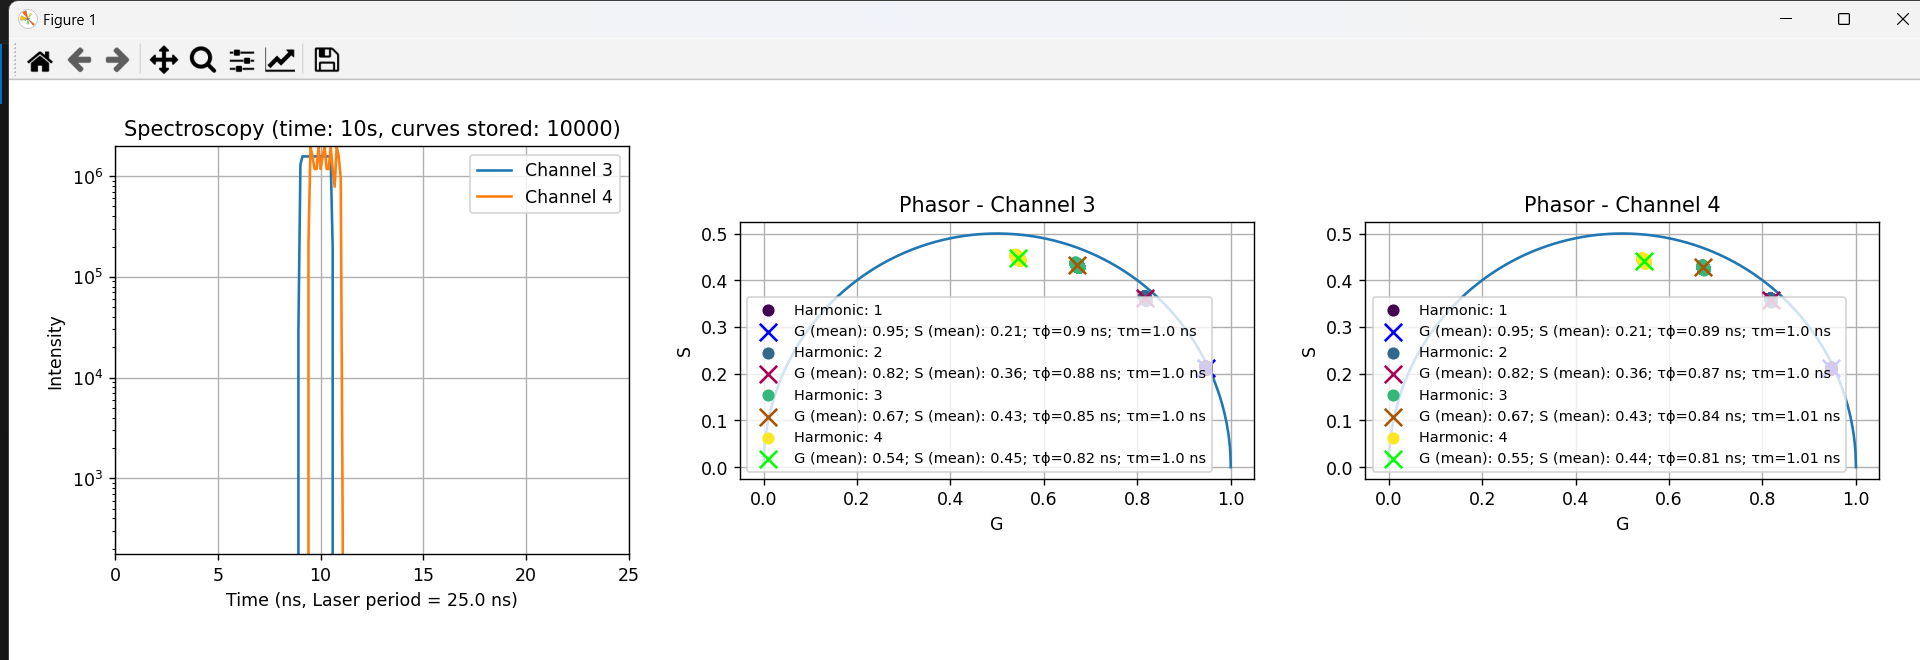 Figure 1
Spectroscopy (time: 10s, curves stored: 10000)
Channel 3
Channel 4
10⁶
10⁵
10⁴
10³
Intensity
0 5 10 15 20 25
Time (ns, Laser period = 25.0 ns)
Phasor - Channel 3
0.5
0.4
0.3
0.2
0.1
0.0
S
Harmonic: 1
G (mean): 0.95; S (mean): 0.21; τϕ=0.9 ns; τm=1.0 ns
Harmonic: 2
G (mean): 0.82; S (mean): 0.36; τϕ=0.88 ns; τm=1.0 ns
Harmonic: 3
G (mean): 0.67; S (mean): 0.43; τϕ=0.85 ns; τm=1.0 ns
Harmonic: 4
G (mean): 0.54; S (mean): 0.45; τϕ=0.82 ns; τm=1.0 ns
0.0 0.2 0.4 0.6 0.8 1.0
G
Phasor - Channel 4
0.5
0.4
0.3
0.2
0.1
0.0
S
Harmonic: 1
G (mean): 0.95; S (mean): 0.21; τϕ=0.89 ns; τm=1.0 ns
Harmonic: 2
G (mean): 0.82; S (mean): 0.36; τϕ=0.87 ns; τm=1.0 ns
Harmonic: 3
G (mean): 0.67; S (mean): 0.43; τϕ=0.84 ns; τm=1.01 ns
Harmonic: 4
G (mean): 0.55; S (mean): 0.44; τϕ=0.81 ns; τm=1.01 ns
0.0 0.2 0.4 0.6 0.8 1.0
G